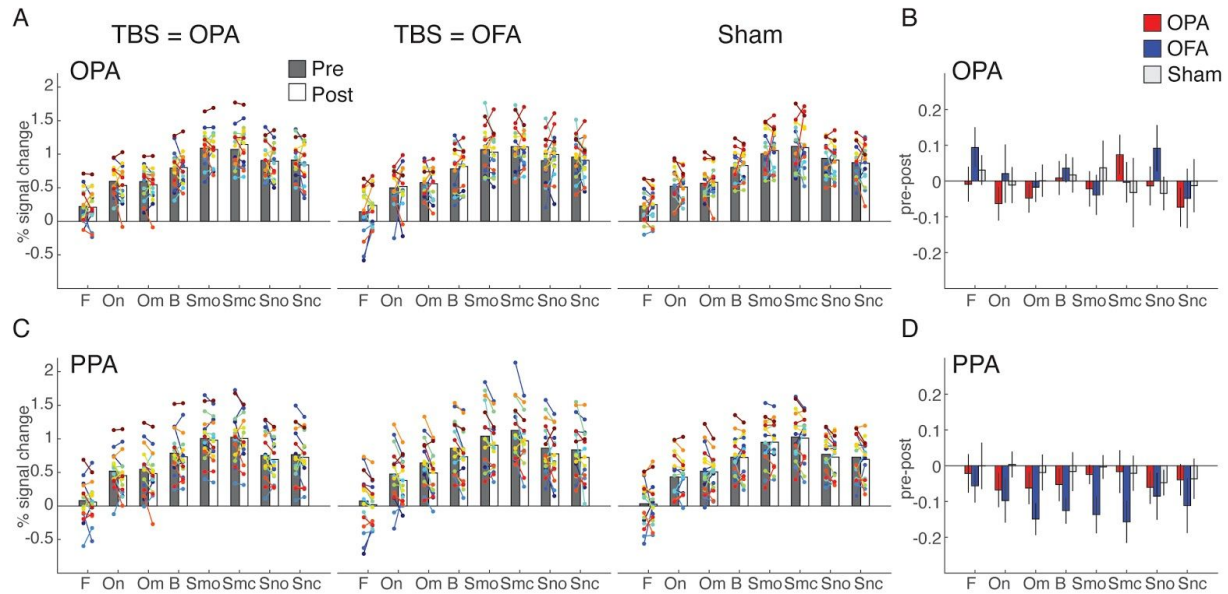 A
TBS = OPA
TBS = OFA
Sham
B
OPA
OFA
Sham
OPA
Pre
Post
% signal change
2
1.5
1
0.5
0
-0.5
F On Om B Smo Smc Sno Snc
F On Om B Smo Smc Sno Snc
F On Om B Smo Smc Sno Snc
OPA
pre-post
0.2
0.1
0
-0.1
-0.2
F On Om B Smo Smc Sno Snc
C
PPA
% signal change
2
1.5
1
0.5
0
-0.5
F On Om B Smo Smc Sno Snc
F On Om B Smo Smc Sno Snc
F On Om B Smo Smc Sno Snc
D
PPA
pre-post
0.2
0.1
0
-0.1
-0.2
F On Om B Smo Smc Sno Snc